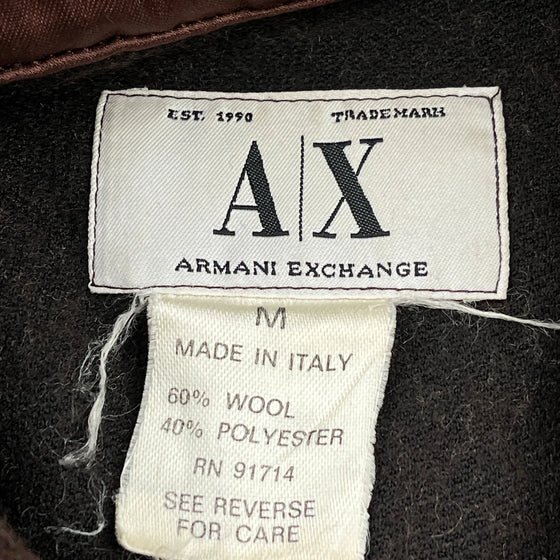 EST. 1990 TRADEMARK
A|X
ARMANI EXCHANGE
M
MADE IN ITALY
60% WOOL
40% POLYESTER
RN 91714
SEE REVERSE
FOR CARE